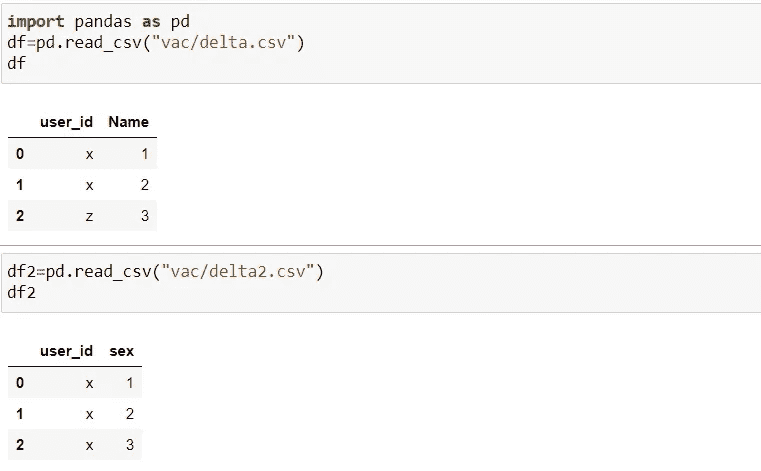 import pandas as pd
df=pd.read_csv("vac/delta.csv")
df
user_id Name
0 x 1
1 x 2
2 z 3
df2=pd.read_csv("vac/delta2.csv")
df2
user_id sex
0 x 1
1 x 2
2 x 3